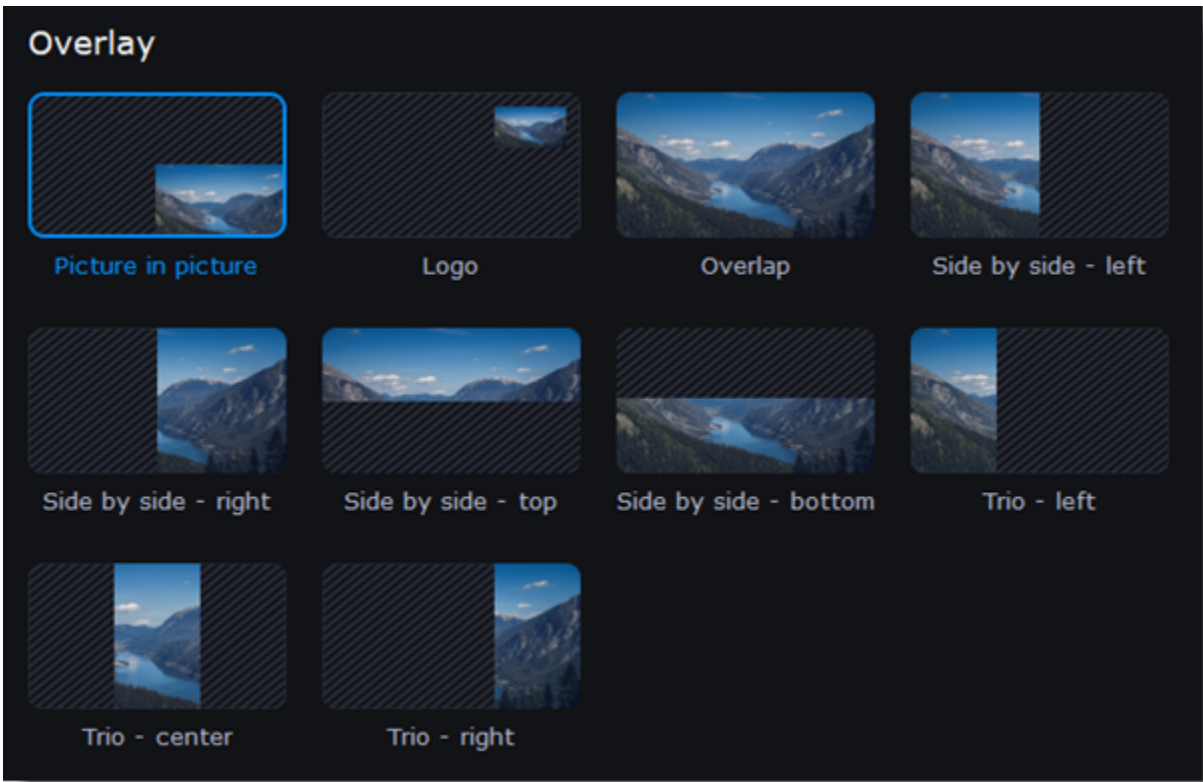 Overlay
Picture in picture
Logo
Overlap
Side by side - left
Side by side - right
Side by side - top
Side by side - bottom
Trio - left
Trio - center
Trio - right